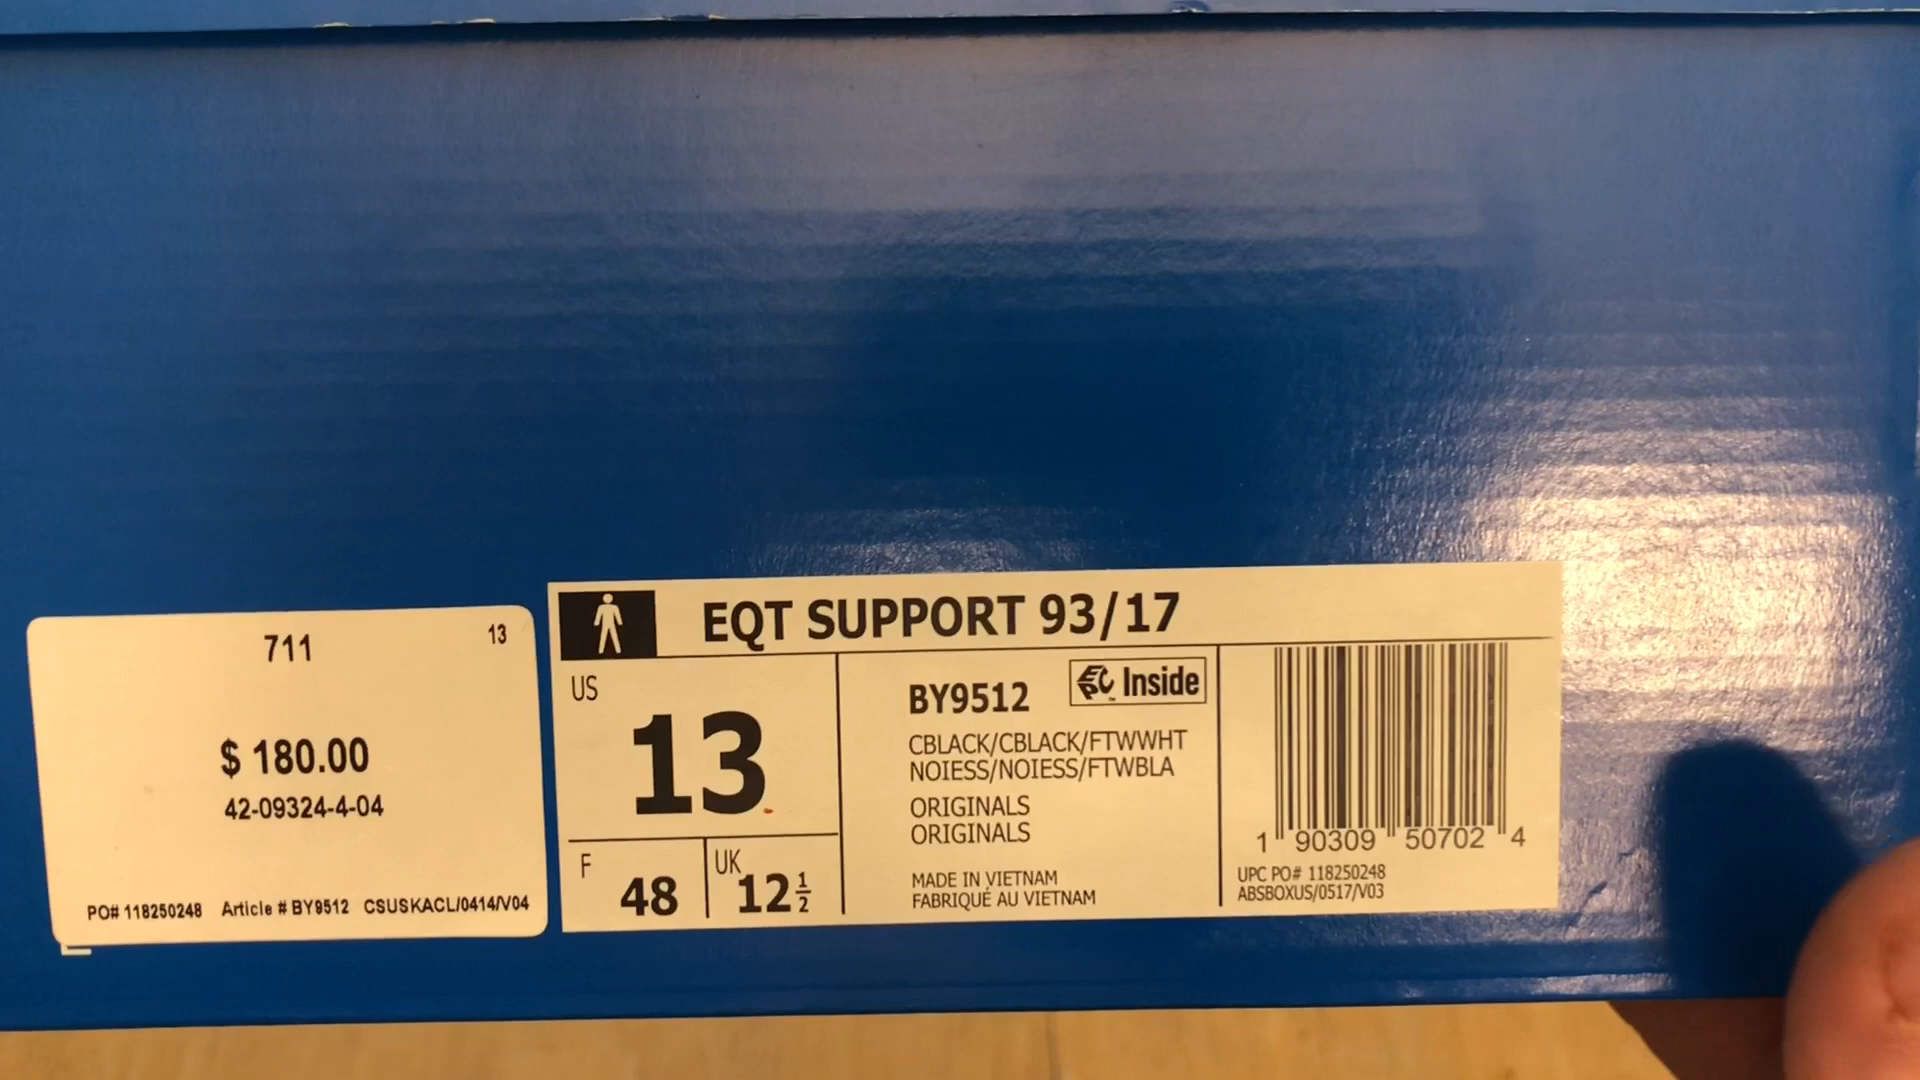 711
13
$ 180.00
42-09324-4-04
PO# 118250248 Article # BY9512 CSUSKACL/0414/V04
EQT SUPPORT 93/17
US
13
F
48
UK
12 1/2
BY9512
Inside
CBLACK/CBLACK/FTWWHT
NOIESS/NOIESS/FTWBLA
ORIGINALS
ORIGINALS
MADE IN VIETNAM
FABRIQUÉ AU VIETNAM
1 90309 50702 4
UPC PO# 118250248
ABSBOXUS/0517/V03